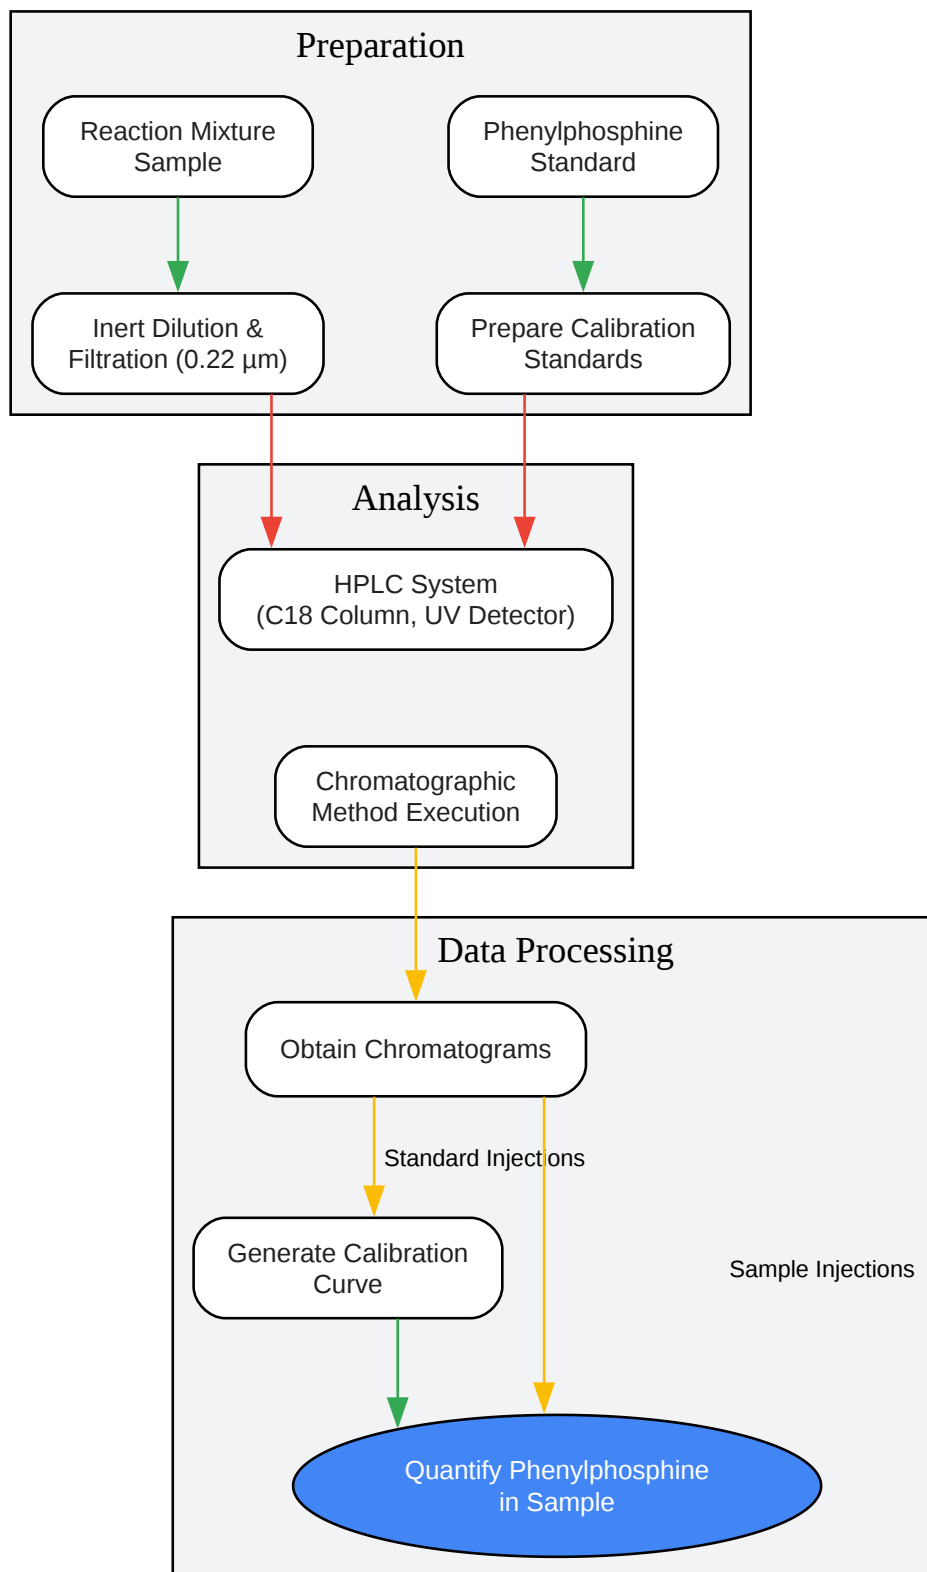 Preparation
Reaction Mixture
Sample
Phenylphosphine
Standard
Inert Dilution &
Filtration (0.22 µm)
Prepare Calibration
Standards
Analysis
HPLC System
(C18 Column, UV Detector)
Chromatographic
Method Execution
Data Processing
Obtain Chromatograms
Standard Injections
Generate Calibration
Curve
Sample Injections
Quantify Phenylphosphine
in Sample